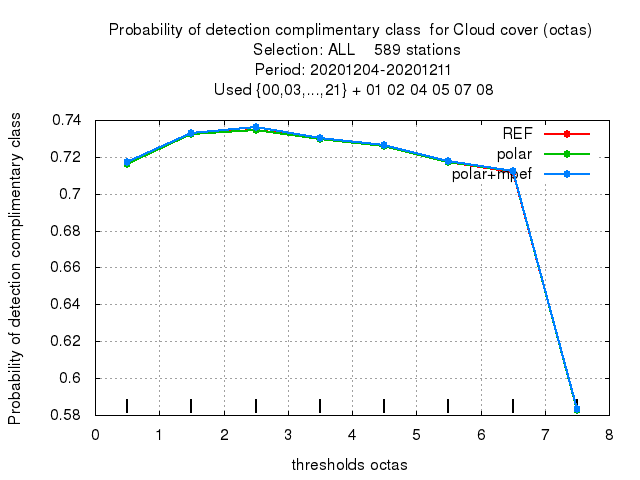 Probability of detection complimentary class  for Cloud cover (octas)
Selection: ALL    589 stations
Period: 20201204-20201211
Used {00,03,...,21} + 01 02 04 05 07 08
Probability of detection complimentary class
0.74
0.72
0.7
0.68
0.66
0.64
0.62
0.6
0.58
REF
polar
polar+mpef
0 1 2 3 4 5 6 7 8
thresholds octas